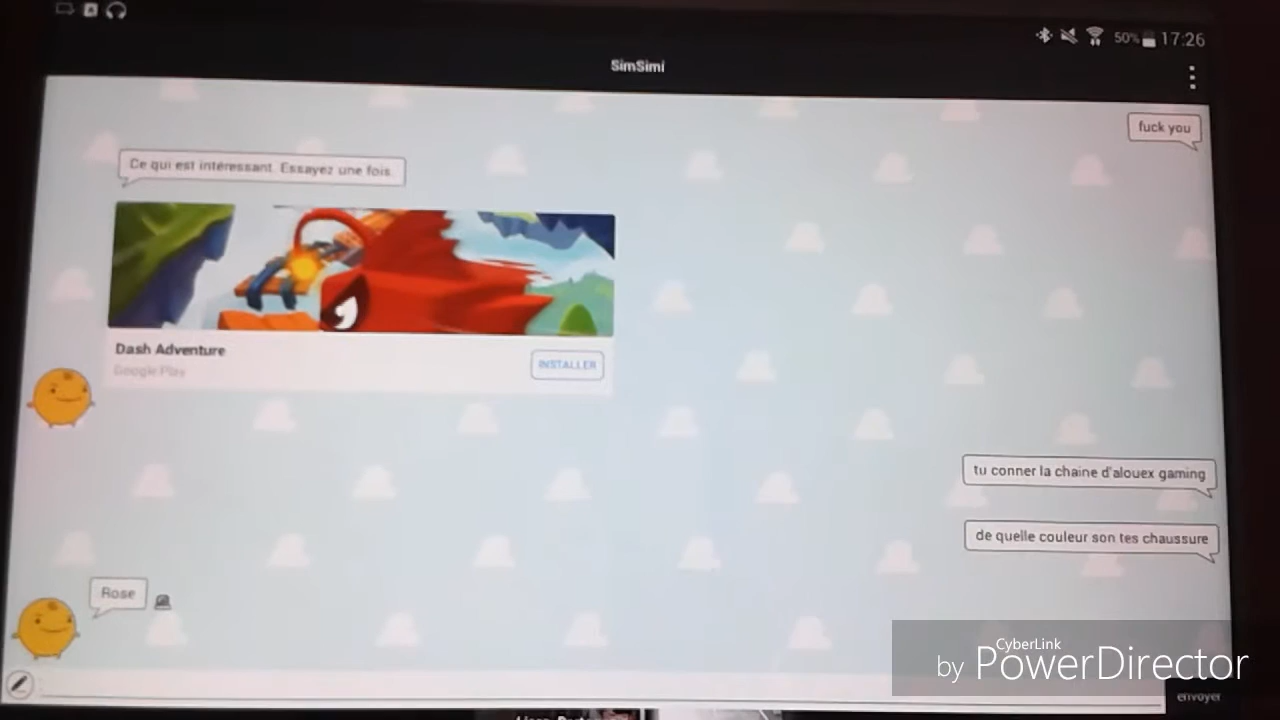 50% 17:26
SimSimi
fuck you
Ce qui est intéressant. Essayez une fois.
Dash Adventure
INSTALLER
Google Play
tu conner la chaine d'alouex gaming
de quelle couleur son tes chaussure
Rose
CyberLink
by PowerDirector
envoyer